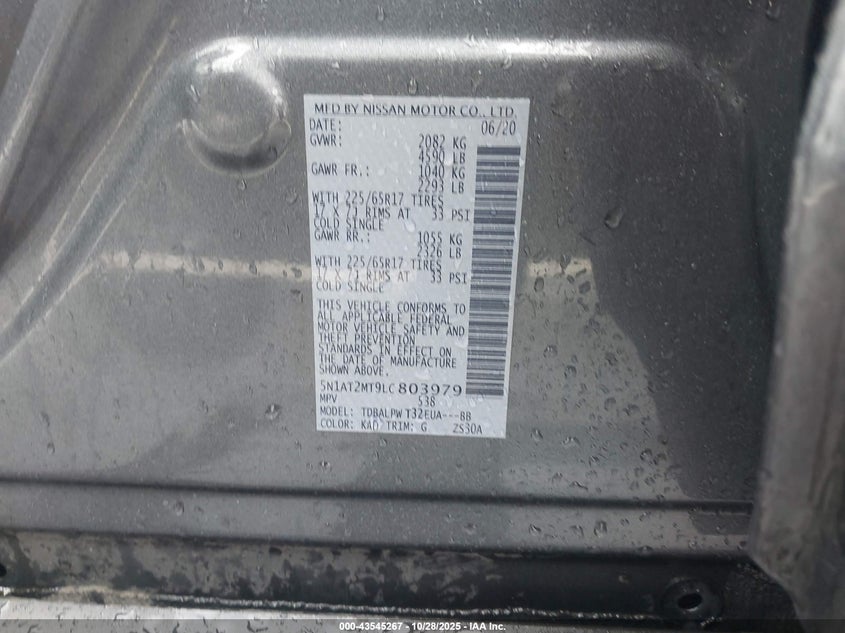 MFD BY NISSAN MOTOR CO., LTD.
DATE: 06/20
GVWR: 2082 KG
4590 LB
GAWR FR.: 1040 KG
2293 LB
WITH 225/65R17 TIRES
17 X 7J RIMS AT 33 PSI
COLD SINGLE
GAWR RR.: 1055 KG
2326 LB
WITH 225/65R17 TIRES
17 X 7J RIMS AT 33 PSI
COLD SINGLE
THIS VEHICLE CONFORMS TO
ALL APPLICABLE FEDERAL
MOTOR VEHICLE SAFETY AND
THEFT PREVENTION
STANDARDS IN EFFECT ON
THE DATE OF MANUFACTURE
SHOWN ABOVE.
5N1AT2MT9LC803979
MPV 538
MODEL: TDBALPW T32EUA---BB
COLOR: KAD TRIM: G 2S30A
000-43545267 - 10/28/2025 - IAA Inc.